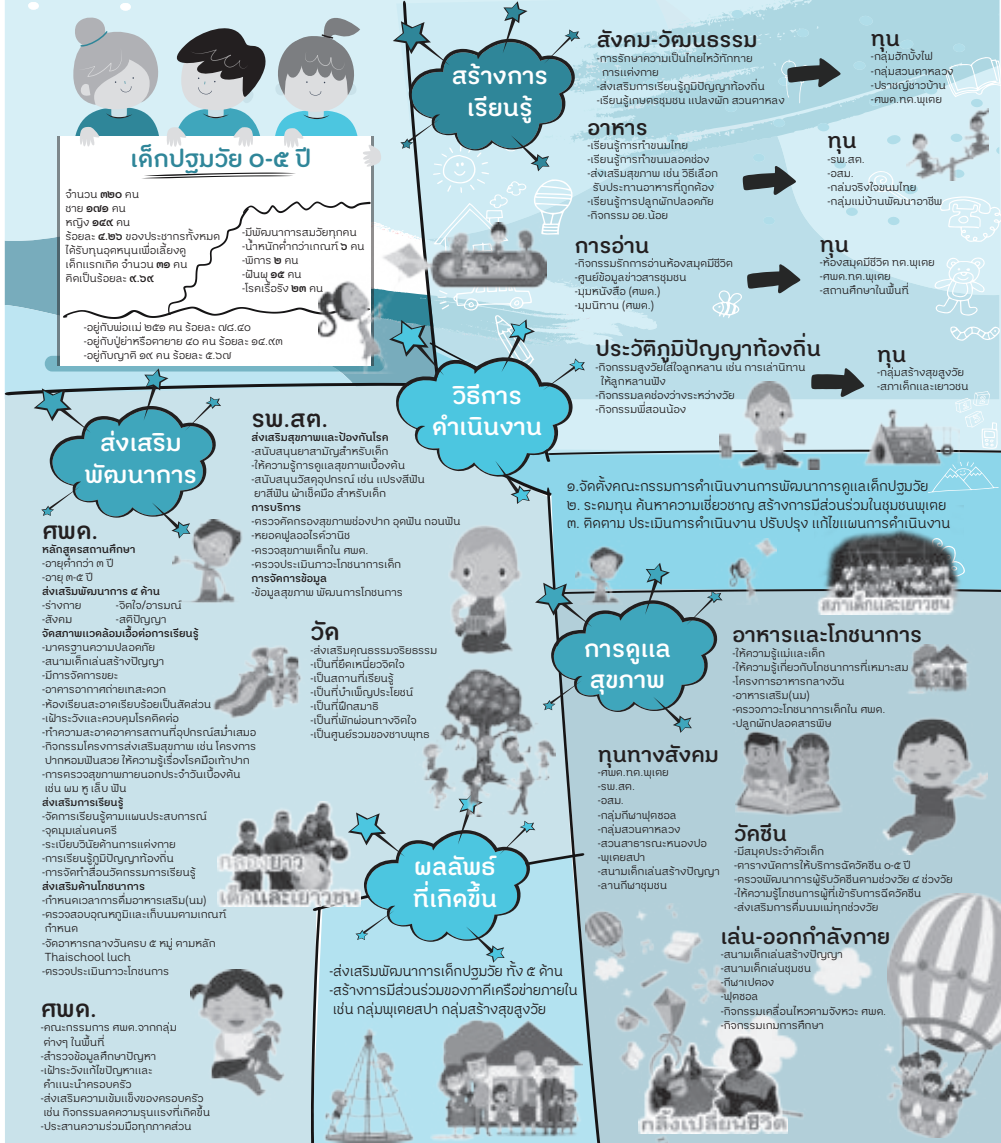 เด็กปฐมวัย ๐-๕ ปี
จำนวน ๓๒๐ คน
ชาย ๑๗๑ คน
หญิง ๑๔๙ คน
ร้อยละ ๔.๒๖ ของประชากรทั้งหมด
ได้รับทุนอุดหนุนเพื่อเลี้ยงดู
เด็กแรกเกิด จำนวน ๓๑ คน
คิดเป็นร้อยละ ๙.๖๙
-มีพัฒนาการสมวัยทุกคน
-น้ำหนักต่ำกว่าเกณฑ์ ๖ คน
-พิการ ๒ คน
-ฟันผุ ๑๕ คน
-โรคเรื้อรัง ๒๓ คน
-อยู่กับพ่อแม่ ๒๕๑ คน ร้อยละ ๗๘.๔๐
-อยู่กับปู่ย่าหรือตายาย ๔๐ คน ร้อยละ ๑๔.๙๓
-อยู่กับญาติ ๑๙ คน ร้อยละ ๕.๖๗
สร้างการ
เรียนรู้
สังคม-วัฒนธรรม
-การรักษาความเป็นไทยไหว้ทักทาย
การแต่งกาย
-ส่งเสริมการเรียนรู้ภูมิปัญญาท้องถิ่น
-เรียนรู้เกษตรชุมชน แปลงผัก สวนตาหลง
ทุน
-กลุ่มฮักบั้งไฟ
-กลุ่มสวนตาหลวง
-ปราชญ์ชาวบ้าน
-ศพด.ทต.พุเตย
อาหาร
-เรียนรู้การทำขนมไทย
-เรียนรู้การทำขนมลอดช่อง
-ส่งเสริมสุขภาพ เช่น วิธีเลือก
รับประทานอาหารที่ถูกต้อง
-เรียนรู้การปลูกผักปลอดภัย
-กิจกรรม อย.น้อย
ทุน
-รพ.สต.
-อสม.
-กลุ่มจริงใจขนมไทย
-กลุ่มแม่บ้านพัฒนาอาชีพ
การอ่าน
-กิจกรรมรักการอ่านห้องสมุดมีชีวิต
-ศูนย์ข้อมูลข่าวสารชุมชน
-มุมหนังสือ (ศพด.)
-มุมนิทาน (ศพด.)
ทุน
-ห้องสมุดมีชีวิต ทต.พุเตย
-ศพด.ทต.พุเตย
-สถานศึกษาในพื้นที่
ประวัติภูมิปัญญาท้องถิ่น
-กิจกรรมสูงวัยใส่ใจลูกหลาน เช่น การเล่านิทาน
ให้ลูกหลานฟัง
-กิจกรรมลดช่องว่างระหว่างวัย
-กิจกรรมพี่สอนน้อง
ทุน
-กลุ่มสร้างสุขสูงวัย
-สภาเด็กและเยาวชน
วิธีการ
ดำเนินงาน
๑.จัดตั้งคณะกรรมการดำเนินงานการพัฒนาการดูแลเด็กปฐมวัย
๒. ระดมทุน ค้นหาความเชี่ยวชาญ สร้างการมีส่วนร่วมในชุมชนพุเตย
๓. ติดตาม ประเมินการดำเนินงาน ปรับปรุง แก้ไขแผนการดำเนินงาน
สภาเด็กและเยาวชน
ส่งเสริม
พัฒนาการ
ศพด.
หลักสูตรสถานศึกษา
-อายุต่ำกว่า ๓ ปี
-อายุ ๓-๕ ปี
ส่งเสริมพัฒนาการ ๔ ด้าน
-ร่างกาย -จิตใจ/อารมณ์
-สังคม -สติปัญญา
จัดสภาพแวดล้อมเอื้อต่อการเรียนรู้
-มาตรฐานความปลอดภัย
-สนามเด็กเล่นสร้างปัญญา
-มีการจัดการขยะ
-อาคารอากาศถ่ายเทสะดวก
-ห้องเรียนสะอาดเรียบร้อยเป็นสัดส่วน
-เฝ้าระวังและควบคุมโรคติดต่อ
-ทำความสะอาดอาคารสถานที่อุปกรณ์สม่ำเสมอ
-กิจกรรมโครงการส่งเสริมสุขภาพ เช่น โครงการ
ปากหอมฟันสวย ให้ความรู้เรื่องโรคมือเท้าปาก
-การตรวจสุขภาพภายนอกประจำวันเบื้องต้น
เช่น ผม หู เล็บ ฟัน
ส่งเสริมการเรียนรู้
-จัดการเรียนรู้ตามแผนประสบการณ์
-จุดมุมเล่นดนตรี
-ระเบียบวินัยด้านการแต่งกาย
-การเรียนรู้ภูมิปัญญาท้องถิ่น
-การจัดทำสื่อนวัตกรรมการเรียนรู้
ส่งเสริมด้านโภชนาการ
-กำหนดเวลาการดื่มอาหารเสริม(นม)
-ตรวจสอบอุณหภูมิและเก็บนมตามเกณฑ์
กำหนด
-จัดอาหารกลางวันครบ ๕ หมู่ ตามหลัก
Thaischool luch
-ตรวจประเมินภาวะโภชนาการ
ศพด.
-คณะกรรมการ ศพด.จากกลุ่ม
ต่างๆ ในพื้นที่
-สำรวจข้อมูลศึกษาปัญหา
-เฝ้าระวังแก้ไขปัญหาและ
คำแนะนำครอบครัว
-ส่งเสริมความเข้มแข็งของครอบครัว
เช่น กิจกรรมลดความรุนแรงที่เกิดขึ้น
-ประสานความร่วมมือทุกภาคส่วน
รพ.สต.
ส่งเสริมสุขภาพและป้องกันโรค
-สนับสนุนยาสามัญสำหรับเด็ก
-ให้ความรู้การดูแลสุขภาพเบื้องต้น
-สนับสนุนวัสดุอุปกรณ์ เช่น แปรงสีฟัน
ยาสีฟัน ผ้าเช็ดมือ สำหรับเด็ก
การบริการ
-ตรวจคัดกรองสุขภาพช่องปาก อุดฟัน ถอนฟัน
-หยอดฟูลออไรค์วานิช
-ตรวจสุขภาพเด็กใน ศพด.
-ตรวจประเมินภาวะโภชนาการเด็ก
การจัดการข้อมูล
-ข้อมูลสุขภาพ พัฒนาการโภชนการ
วัด
-ส่งเสริมคุณธรรมจริยธรรม
-เป็นที่ยึดเหนี่ยวจิตใจ
-เป็นสถานที่เรียนรู้
-เป็นที่บำเพ็ญประโยชน์
-เป็นที่ฝึกสมาธิ
-เป็นที่พักผ่อนทางจิตใจ
-เป็นศูนย์รวมของชาบพุทธ
กลองยาว
เด็กและเยาวชน
ผลลัพธ์
ที่เกิดขึ้น
-ส่งเสริมพัฒนาการเด็กปฐมวัย ทั้ง ๕ ด้าน
-สร้างการมีส่วนร่วมของภาคีเครือข่ายภายใน
เช่น กลุ่มพุเตยสปา กลุ่มสร้างสุขสูงวัย
การดูแล
สุขภาพ
อาหารและโภชนาการ
-ให้ความรู้แม่และเด็ก
-ให้ความรู้เกี่ยวกับโภชนาการที่เหมาะสม
-โครงการอาหารกลางวัน
-อาหารเสริม(นม)
-ตรวจภาวะโภชนาการเด็กใน ศพด.
-ปลูกผักปลอดสารพิษ
ทุนทางสังคม
-ศพด.ทต.พุเตย
-รพ.สต.
-อสม.
-กลุ่มกีฬาฟุตซอล
-กลุ่มสวนตาหลวง
-สวนสาธารณะหนองปอ
-พุเตยสปา
-สนามเด็กเล่นสร้างปัญญา
-ลานกีฬาชุมชน
วัคซีน
-มีสมุดประจำตัวเด็ก
-ตารางนัดการให้บริการฉัดวัคซีน ๐-๕ ปี
-ตรวจพัฒนาการผู้รับวัคซีนตามช่วงวัย ๔ ช่วงวัย
-ให้ความรู้โภชนการผู้ที่เข้ารับการฉีดวัคซีน
-ส่งเสริมการดื่มนมแม่ทุกช่วงวัย
เล่น-ออกกำลังกาย
-สนามเด็กเล่นสร้างปัญญา
-สนามเด็กเล่นชุมชน
-กีฬาเปตอง
-ฟุตซอล
-กิจกรรมเคลื่อนไหวตามจังหวะ ศพด.
-กิจกรรมเกมการศึกษา
กลิ้งเปลี่ยนชีวิต